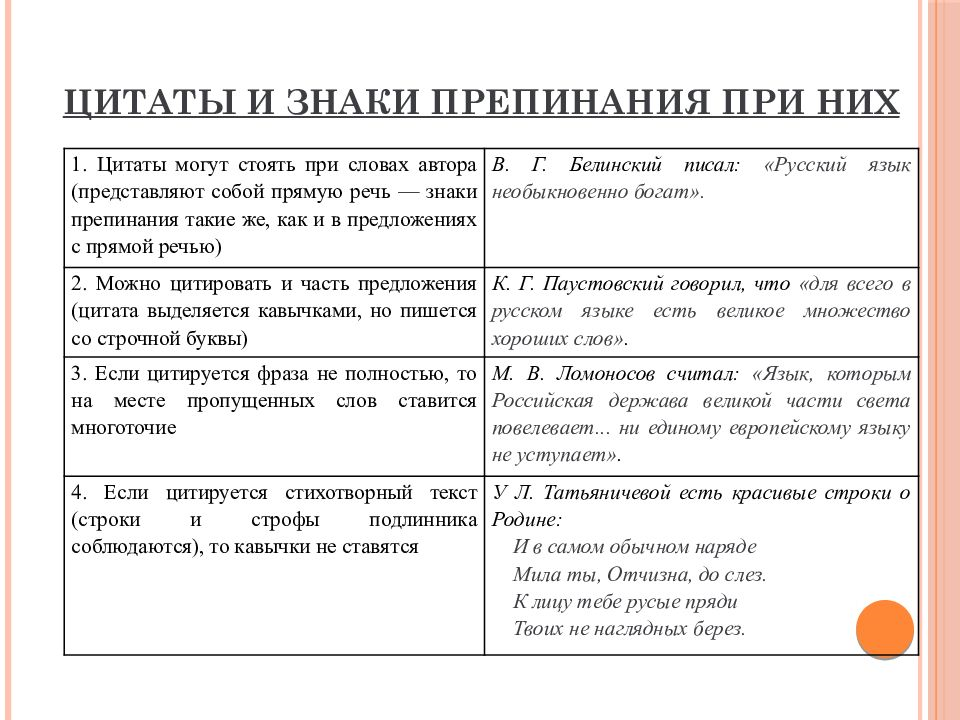 ЦИТАТЫ И ЗНАКИ ПРЕПИНАНИЯ ПРИ НИХ
1. Цитаты могут стоять при словах автора
(представляют собой прямую речь — знаки
препинания такие же, как и в предложениях
с прямой речью)
В. Г. Белинский писал: «Русский язык
необыкновенно богат».
2. Можно цитировать и часть предложения
(цитата выделяется кавычками, но пишется
со строчной буквы)
К. Г. Паустовский говорил, что «для всего в
русском языке есть великое множество
хороших слов».
3. Если цитируется фраза не полностью, то
на месте пропущенных слов ставится
многоточие
М. В. Ломоносов считал: «Язык, которым
Российская держава великой части света
повелевает... ни единому европейскому языку
не уступает».
4. Если цитируется стихотворный текст
(строки и строфы подлинника
соблюдаются), то кавычки не ставятся
У Л. Татьяничевой есть красивые строки о
Родине:
И в самом обычном наряде
Мила ты, Отчизна, до слез.
К лицу тебе русые пряди
Твоих не наглядных берез.